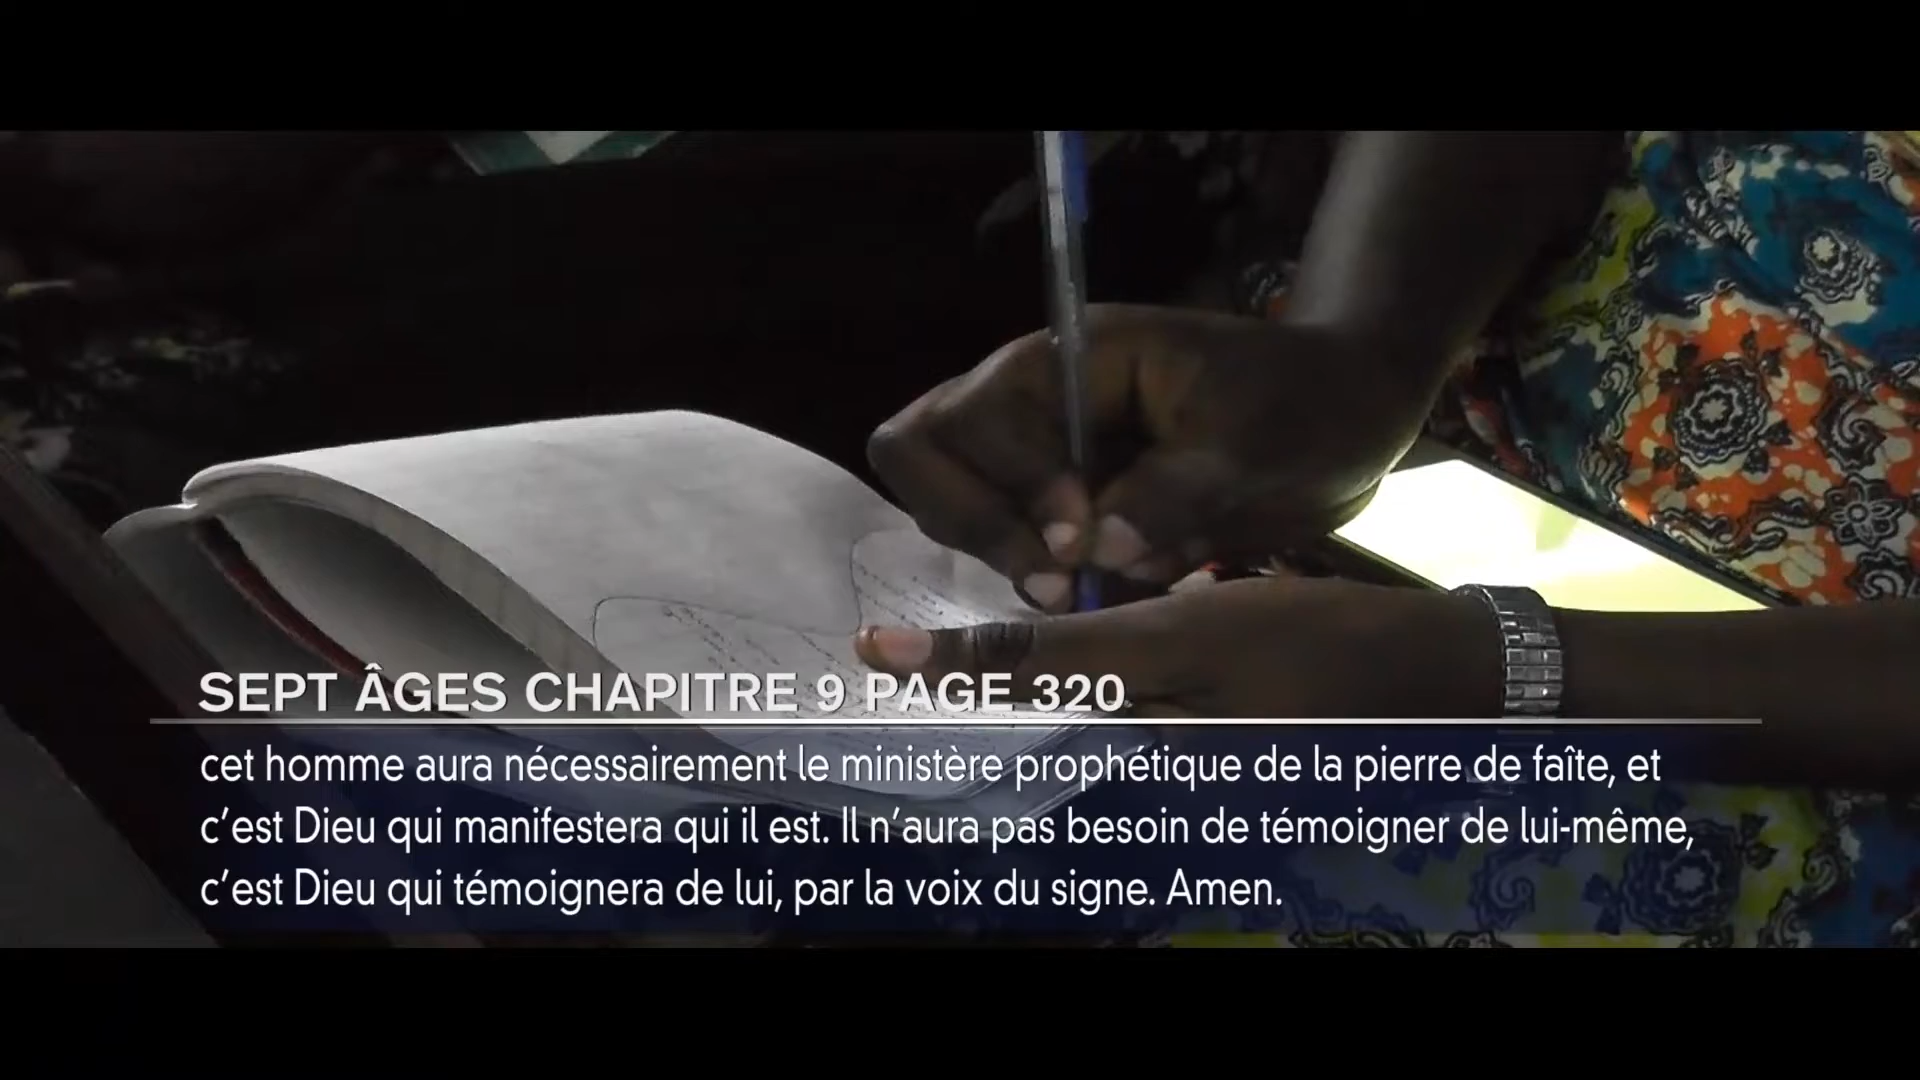 SEPT ÂGES CHAPITRE 9 PAGE 320
cet homme aura nécessairement le ministère prophétique de la pierre de faîte, et
c’est Dieu qui manifestera qui il est. Il n’aura pas besoin de témoigner de lui-même,
c’est Dieu qui témoignera de lui, par la voix du signe. Amen.